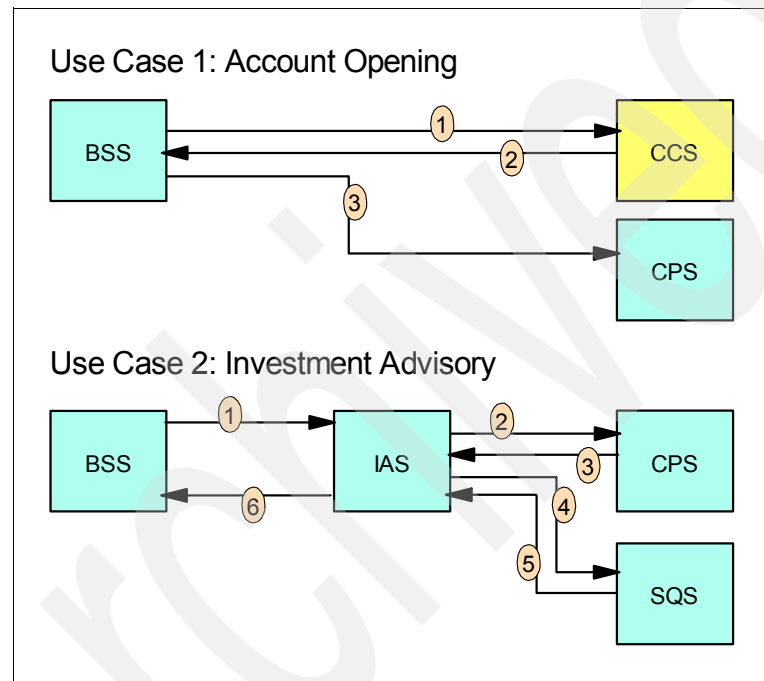 Use Case 1: Account Opening
BSS
1
2
CCS
3
CPS
Use Case 2: Investment Advisory
BSS
1
IAS
2
3
CPS
6
4
5
SQS